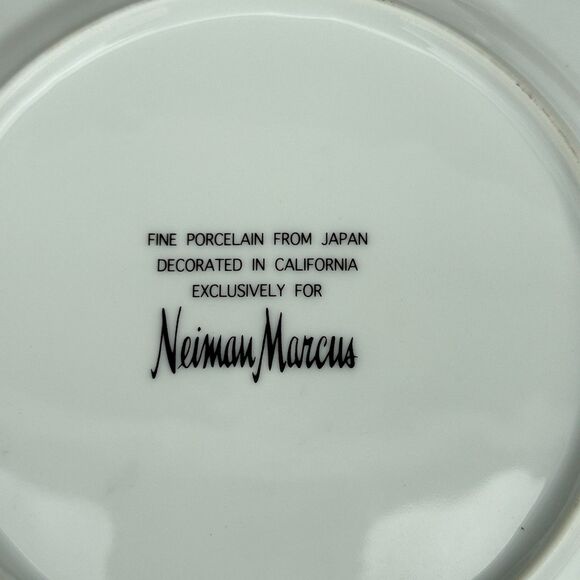 FINE PORCELAIN FROM JAPAN
DECORATED IN CALIFORNIA
EXCLUSIVELY FOR
Neiman Marcus